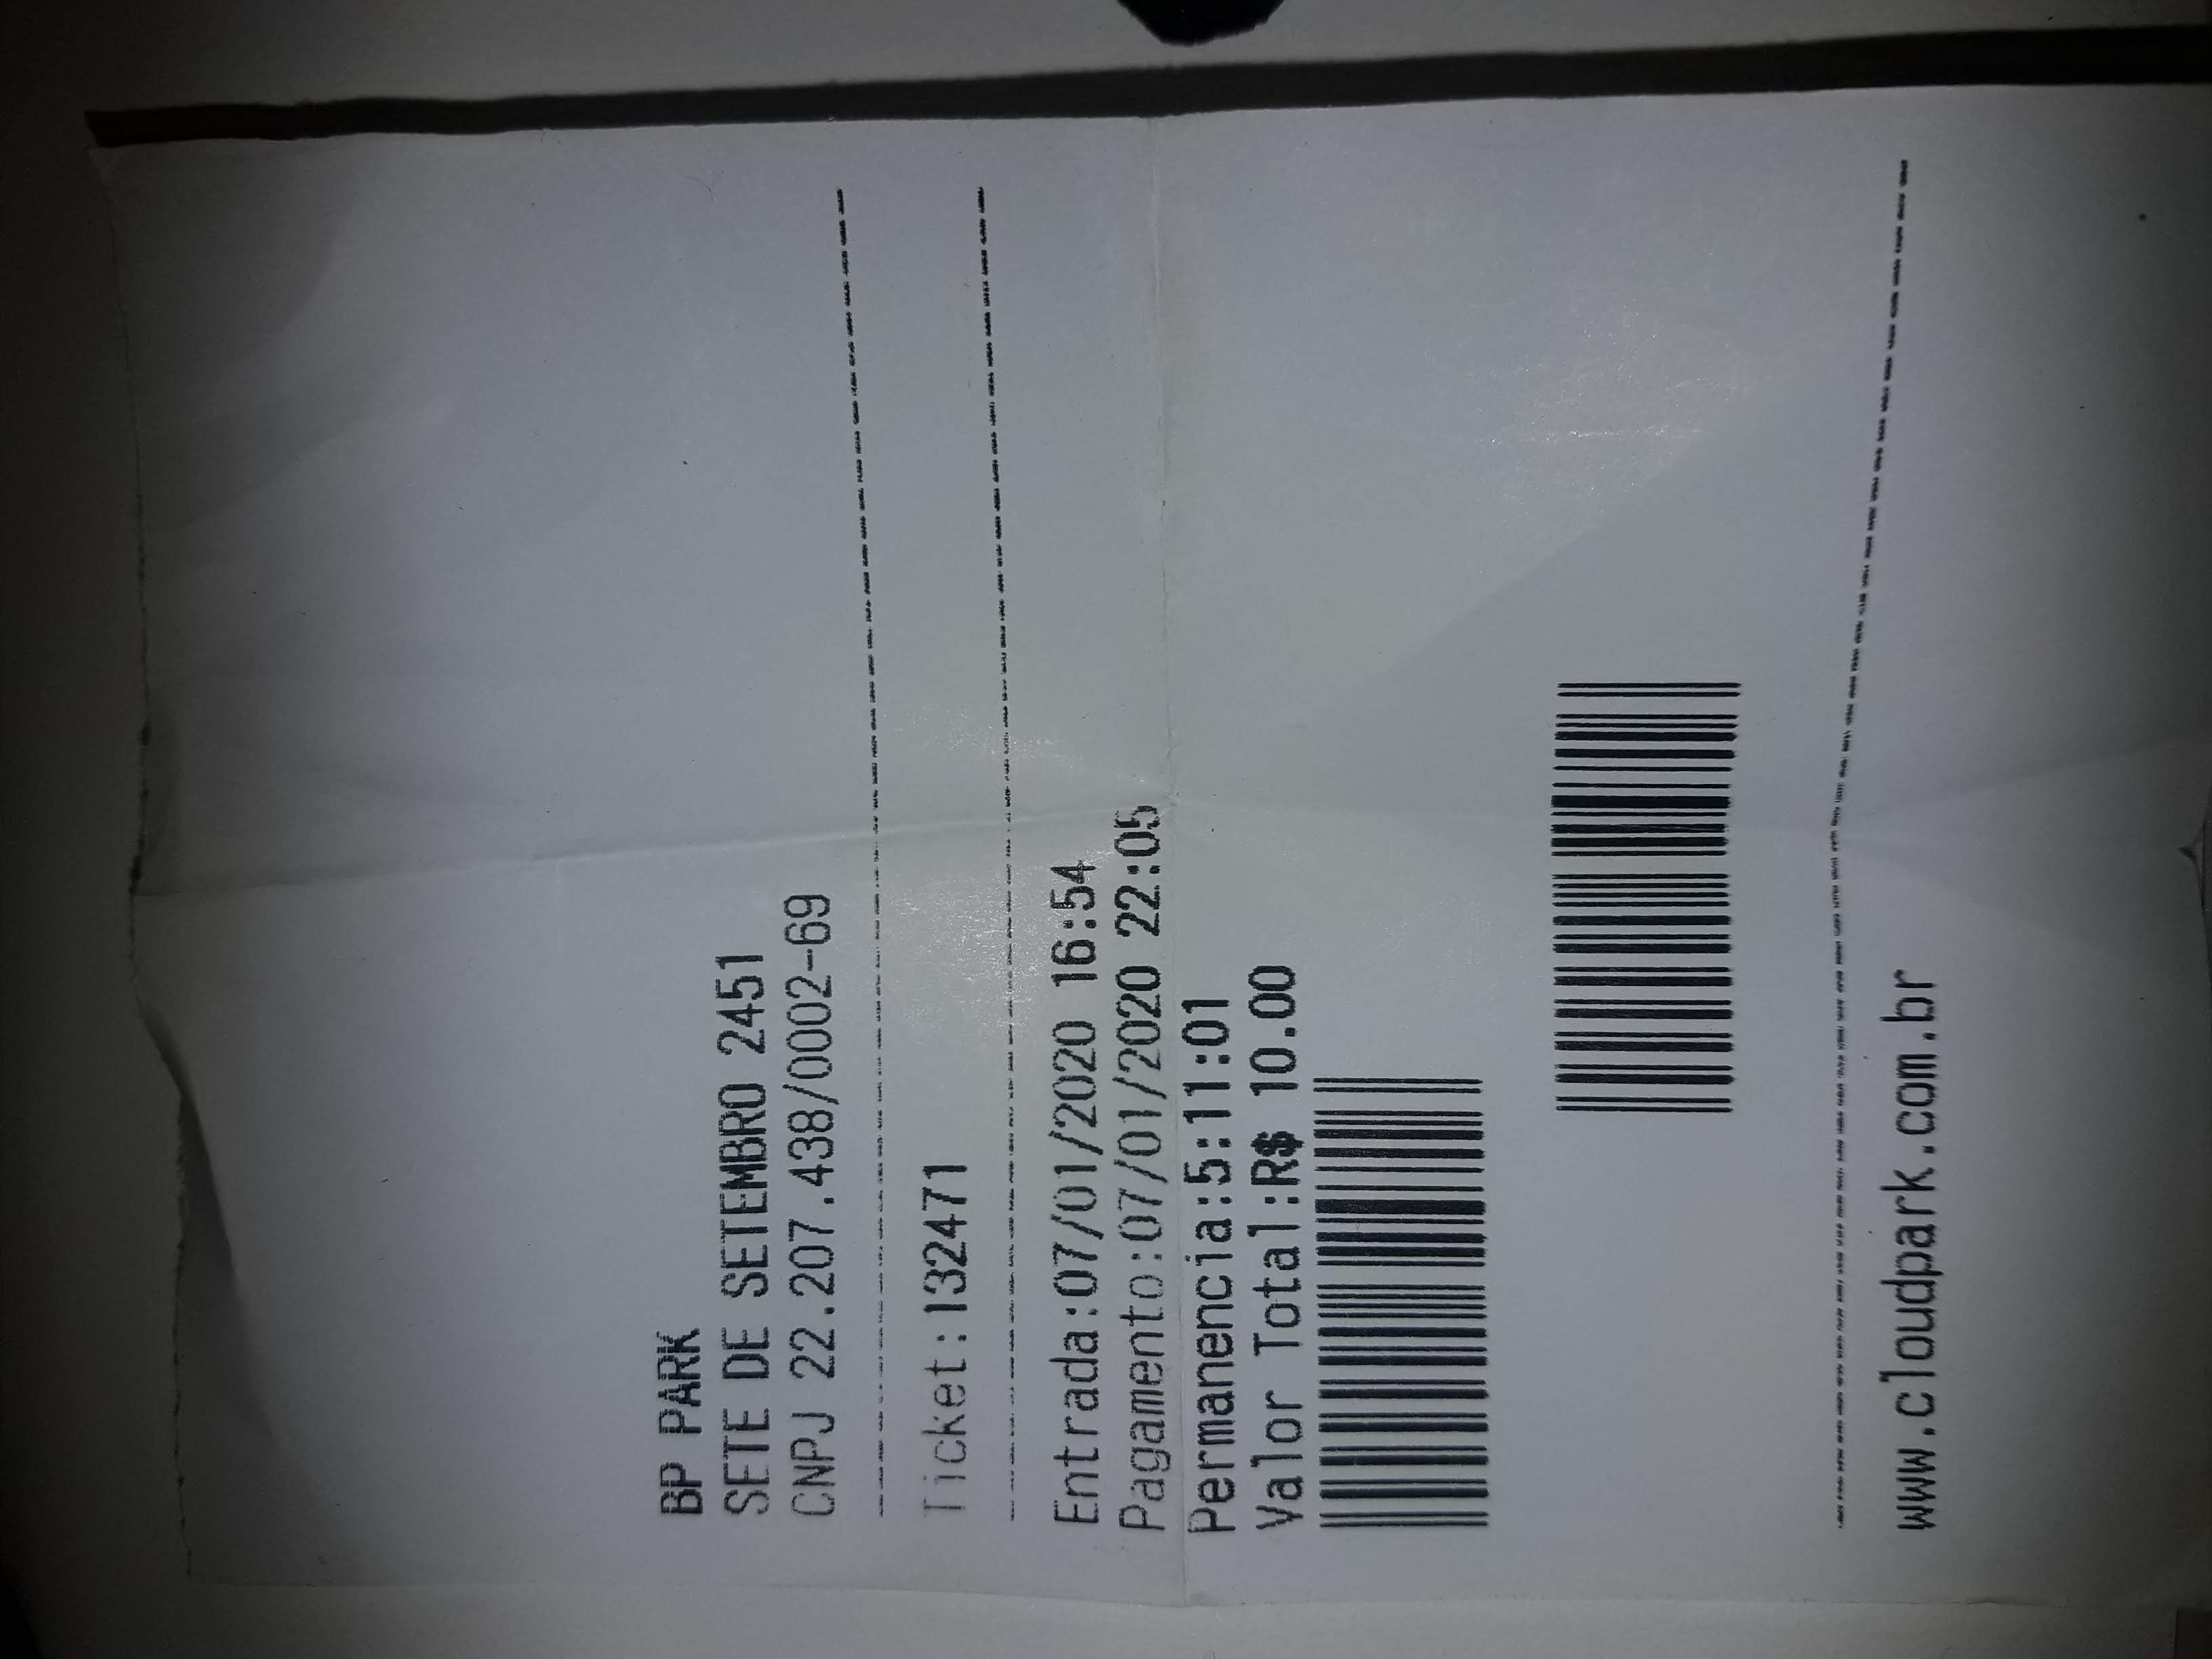 BP PARK
SETE DE SETEMBRO 2451
CNPJ 22.207.438/0002-69
Ticket:132471
Entrada:07/01/2020 16:54
Pagamento:07/01/2020 22:05
Permanencia:5:11:01
Valor Total:R$ 10.00
www.cloudpark.com.br